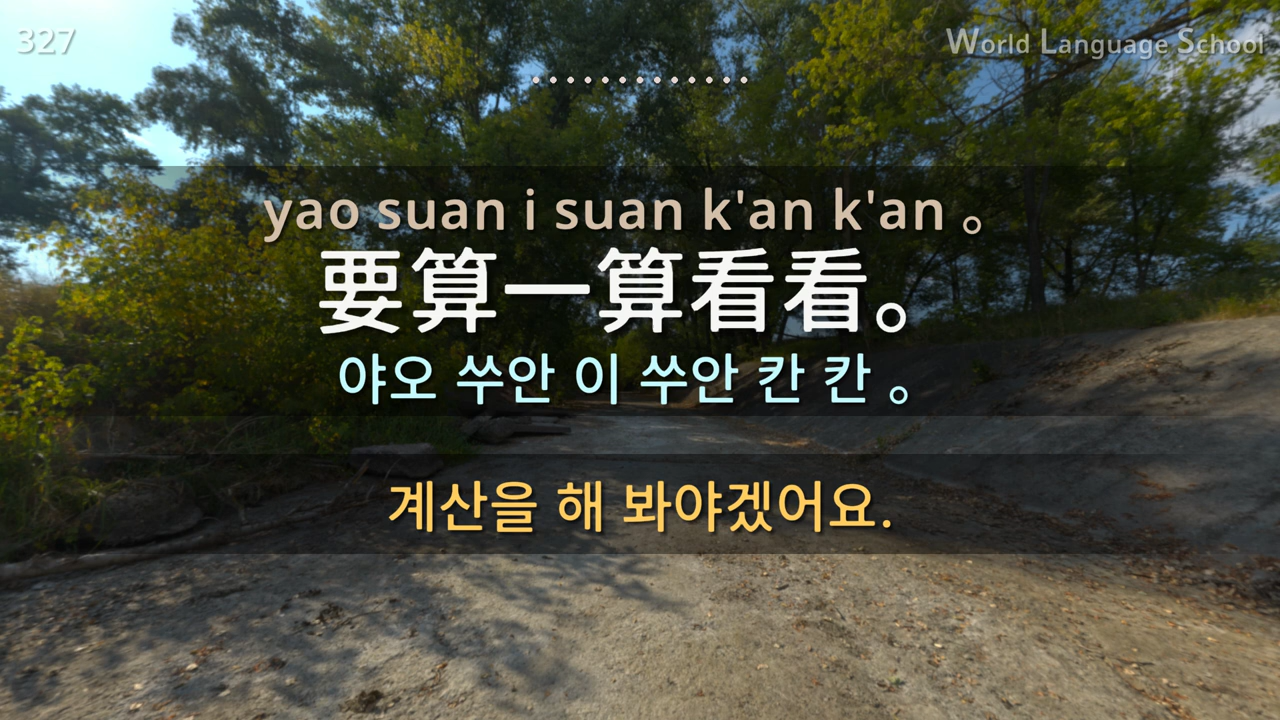 327
World Language School
.............
yao suan i suan k'an k'an 。
要算一算看看。
야오 쑤안 이 쑤안 칸 칸 。
계산을 해 봐야겠어요.